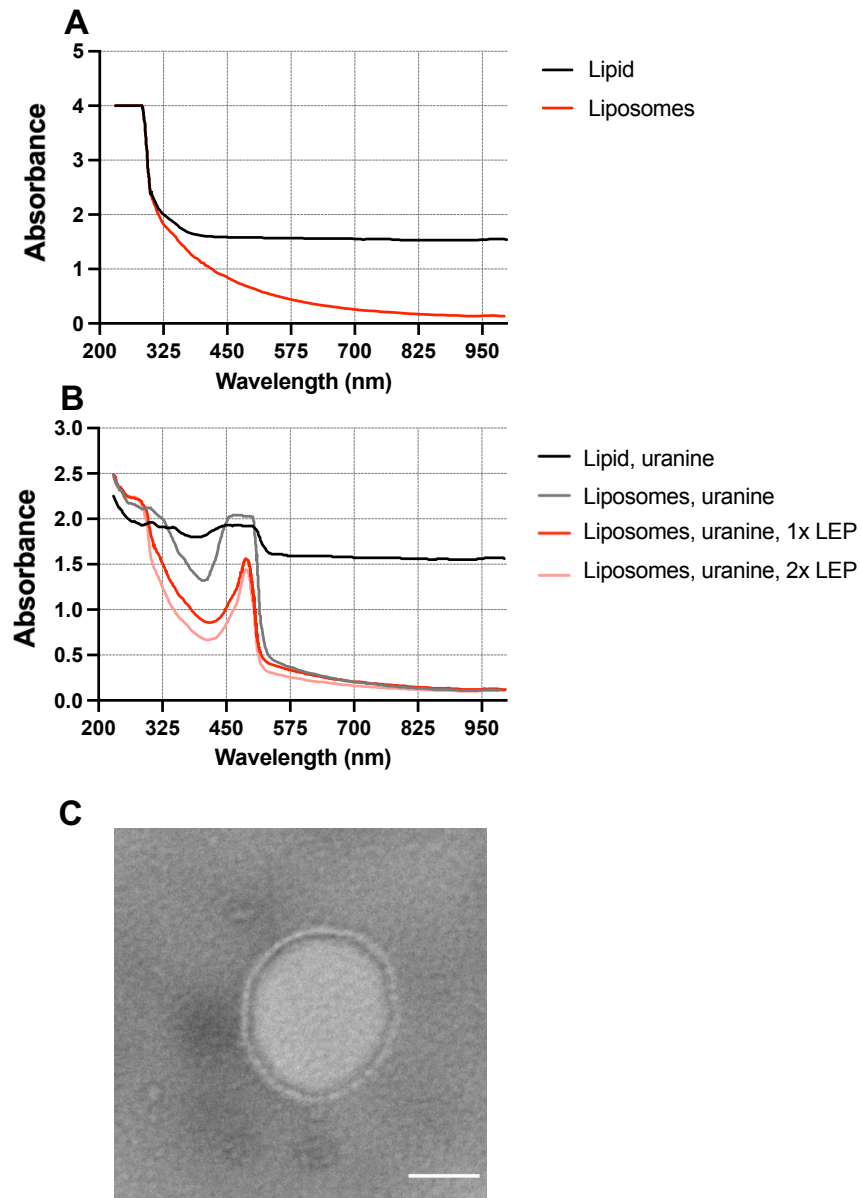 A
5
4
3
2
1
0
Absorbance
200 325 450 575 700 825 950
Wavelength (nm)
Lipid
Liposomes
B
3.0
2.5
2.0
1.5
1.0
0.5
0.0
Absorbance
200 325 450 575 700 825 950
Wavelength (nm)
Lipid, uranine
Liposomes, uranine
Liposomes, uranine, 1x LEP
Liposomes, uranine, 2x LEP
C